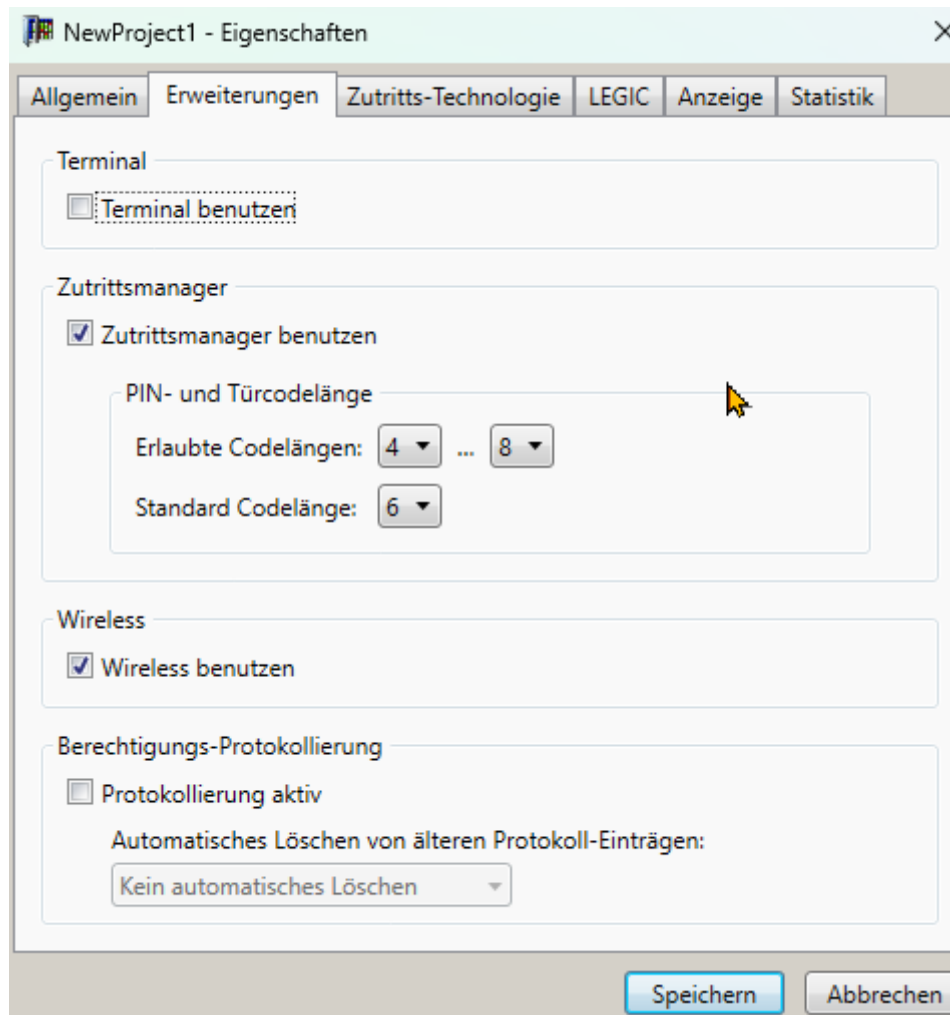 NewProject1 - Eigenschaften
Allgemein Erweiterungen Zutritts-Technologie LEGIC Anzeige Statistik
Terminal
Terminal benutzen
Zutrittsmanager
Zutrittsmanager benutzen
PIN- und Türcodelänge
Erlaubte Codelängen: 4 ... 8
Standard Codelänge: 6
Wireless
Wireless benutzen
Berechtigungs-Protokollierung
Protokollierung aktiv
Automatisches Löschen von älteren Protokoll-Einträgen:
Kein automatisches Löschen
Speichern Abbrechen